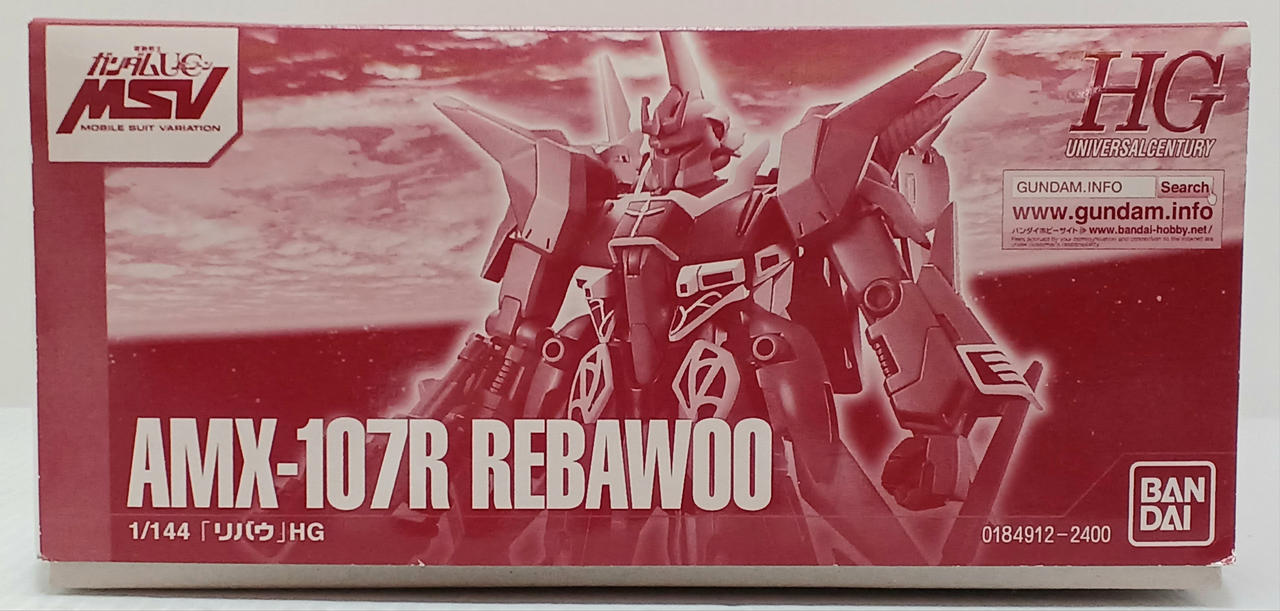 機動戦士
ガンダムUC
MSV
MOBILE SUIT VARIATION
HG
UNIVERSALCENTURY
GUNDAM.INFO Search
www.gundam.info
バンダイホビーサイト ▶ www.bandai-hobby.net/
AMX-107R REBAWOO
1/144「リバウ」HG
0184912-2400
BAN
DAI